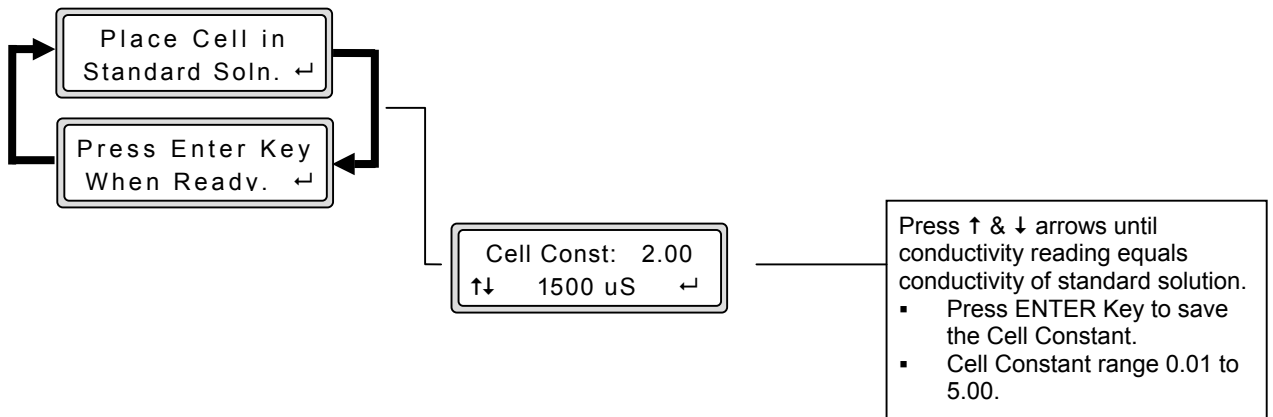 Place Cell in
Standard Soln. ↵
Press Enter Key
When Readv. ↵
Cell Const: 2.00
↑↓ 1500 uS ↵
Press ↑ & ↓ arrows until
conductivity reading equals
conductivity of standard solution.
▪ Press ENTER Key to save
the Cell Constant.
▪ Cell Constant range 0.01 to
5.00.